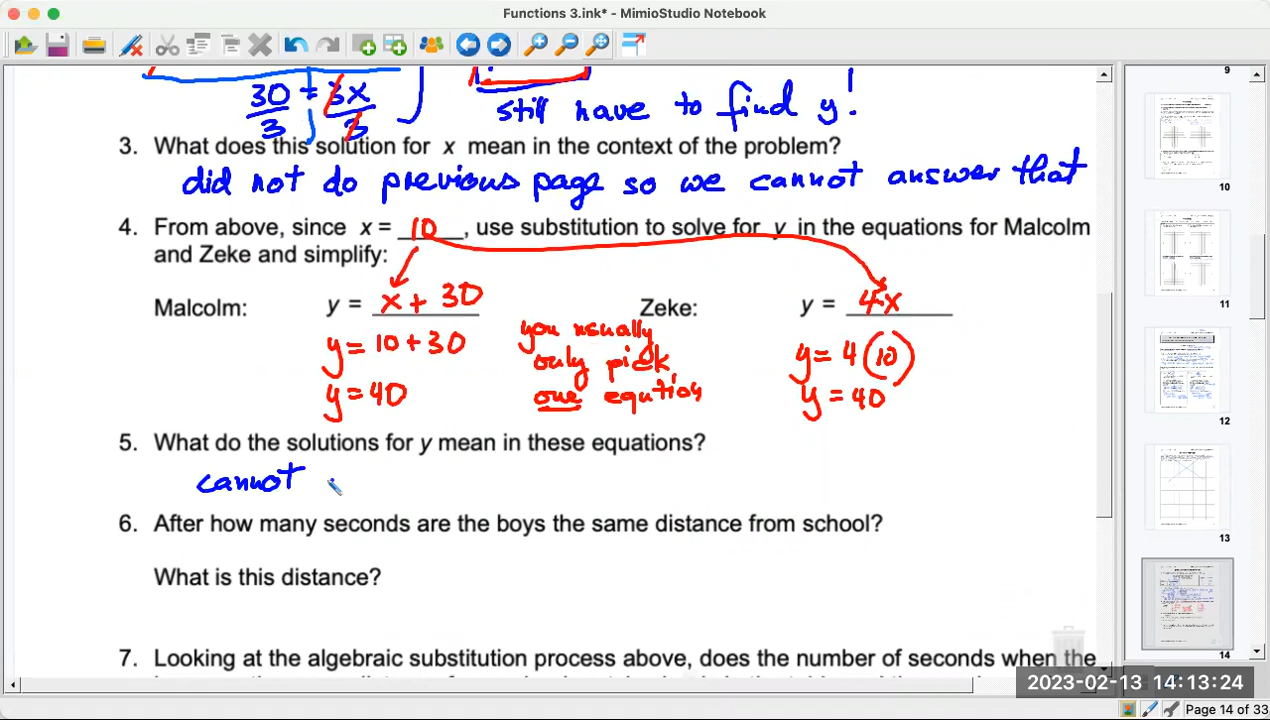 Functions 3.ink* - MimioStudio Notebook
30 = 3x
3 3
still have to find y!
3. What does this solution for x mean in the context of the problem?
did not do previous page so we cannot answer that
4. From above, since x = 10, use substitution to solve for y in the equations for Malcolm
and Zeke and simplify:
Malcolm: y = x + 30 Zeke: y = 4x
y = 10 + 30 you usually y = 4(10)
only pick
y = 40 one eqution y = 40
5. What do the solutions for y mean in these equations?
cannot
6. After how many seconds are the boys the same distance from school?
What is this distance?
7. Looking at the algebraic substitution process above, does the number of seconds when the
9
10
11
12
13
14
2023-02-13 14:13:24
Page 14 of 33